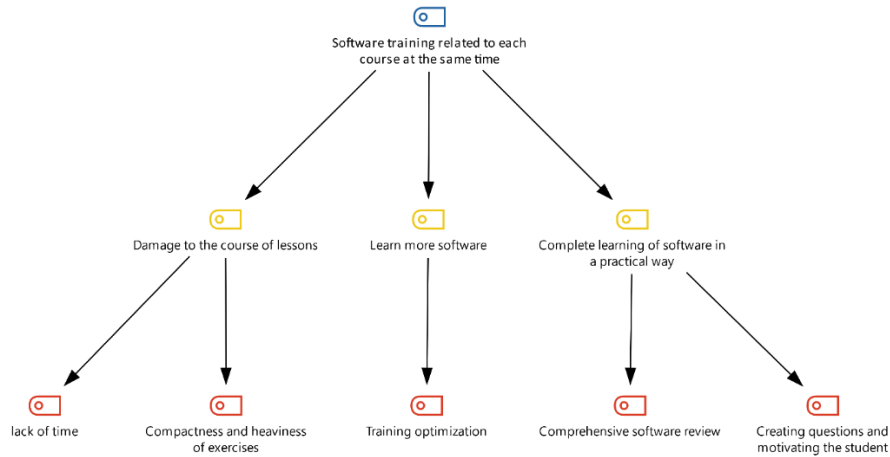 Software training related to each
course at the same time
Damage to the course of lessons
Learn more software
Complete learning of software in
a practical way
lack of time
Compactness and heaviness
of exercises
Training optimization
Comprehensive software review
Creating questions and
motivating the student